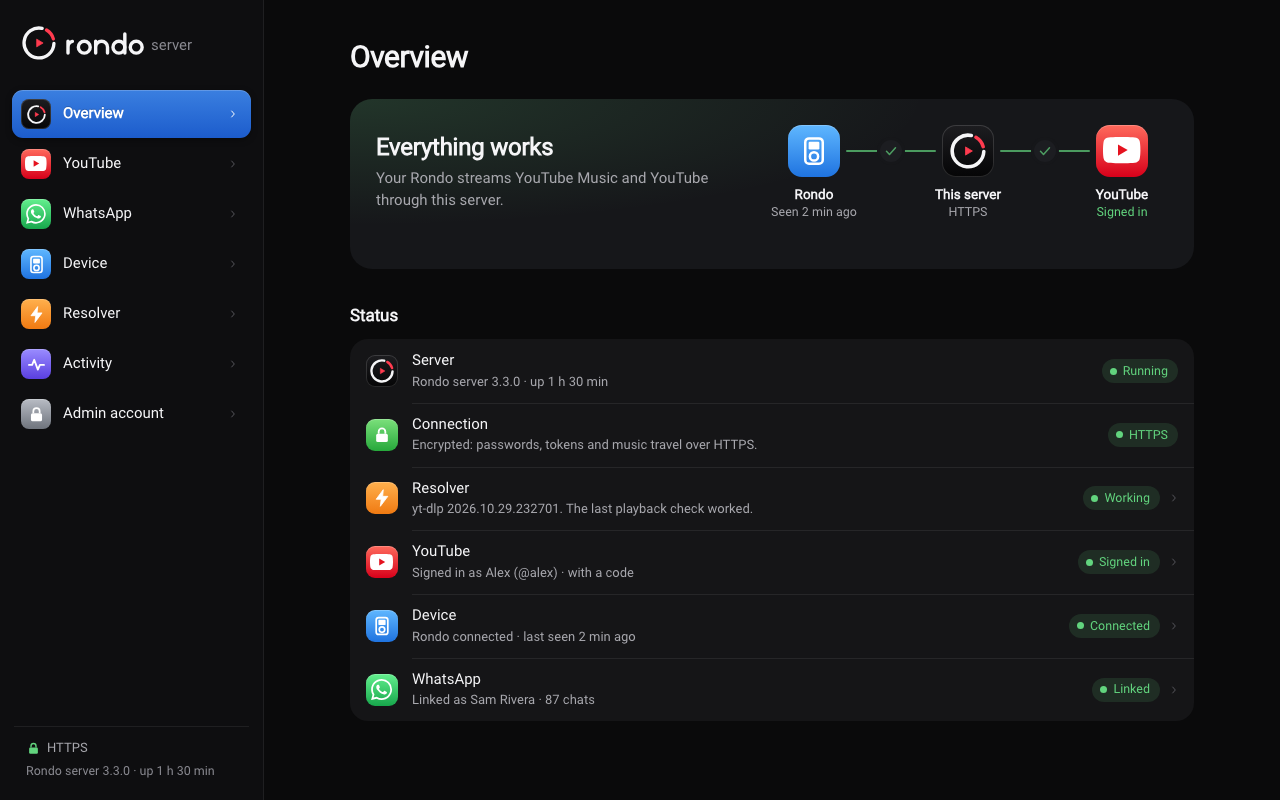 rondo server
Overview
YouTube
WhatsApp
Device
Resolver
Activity
Admin account
HTTPS
Rondo server 3.3.0 · up 1 h 30 min
Overview
Everything works
Your Rondo streams YouTube Music and YouTube
through this server.
Rondo
Seen 2 min ago
This server
HTTPS
YouTube
Signed in
Status
Server
Rondo server 3.3.0 · up 1 h 30 min
Running
Connection
Encrypted: passwords, tokens and music travel over HTTPS.
HTTPS
Resolver
yt-dlp 2026.10.29.232701. The last playback check worked.
Working
YouTube
Signed in as Alex (@alex) · with a code
Signed in
Device
Rondo connected · last seen 2 min ago
Connected
WhatsApp
Linked as Sam Rivera · 87 chats
Linked